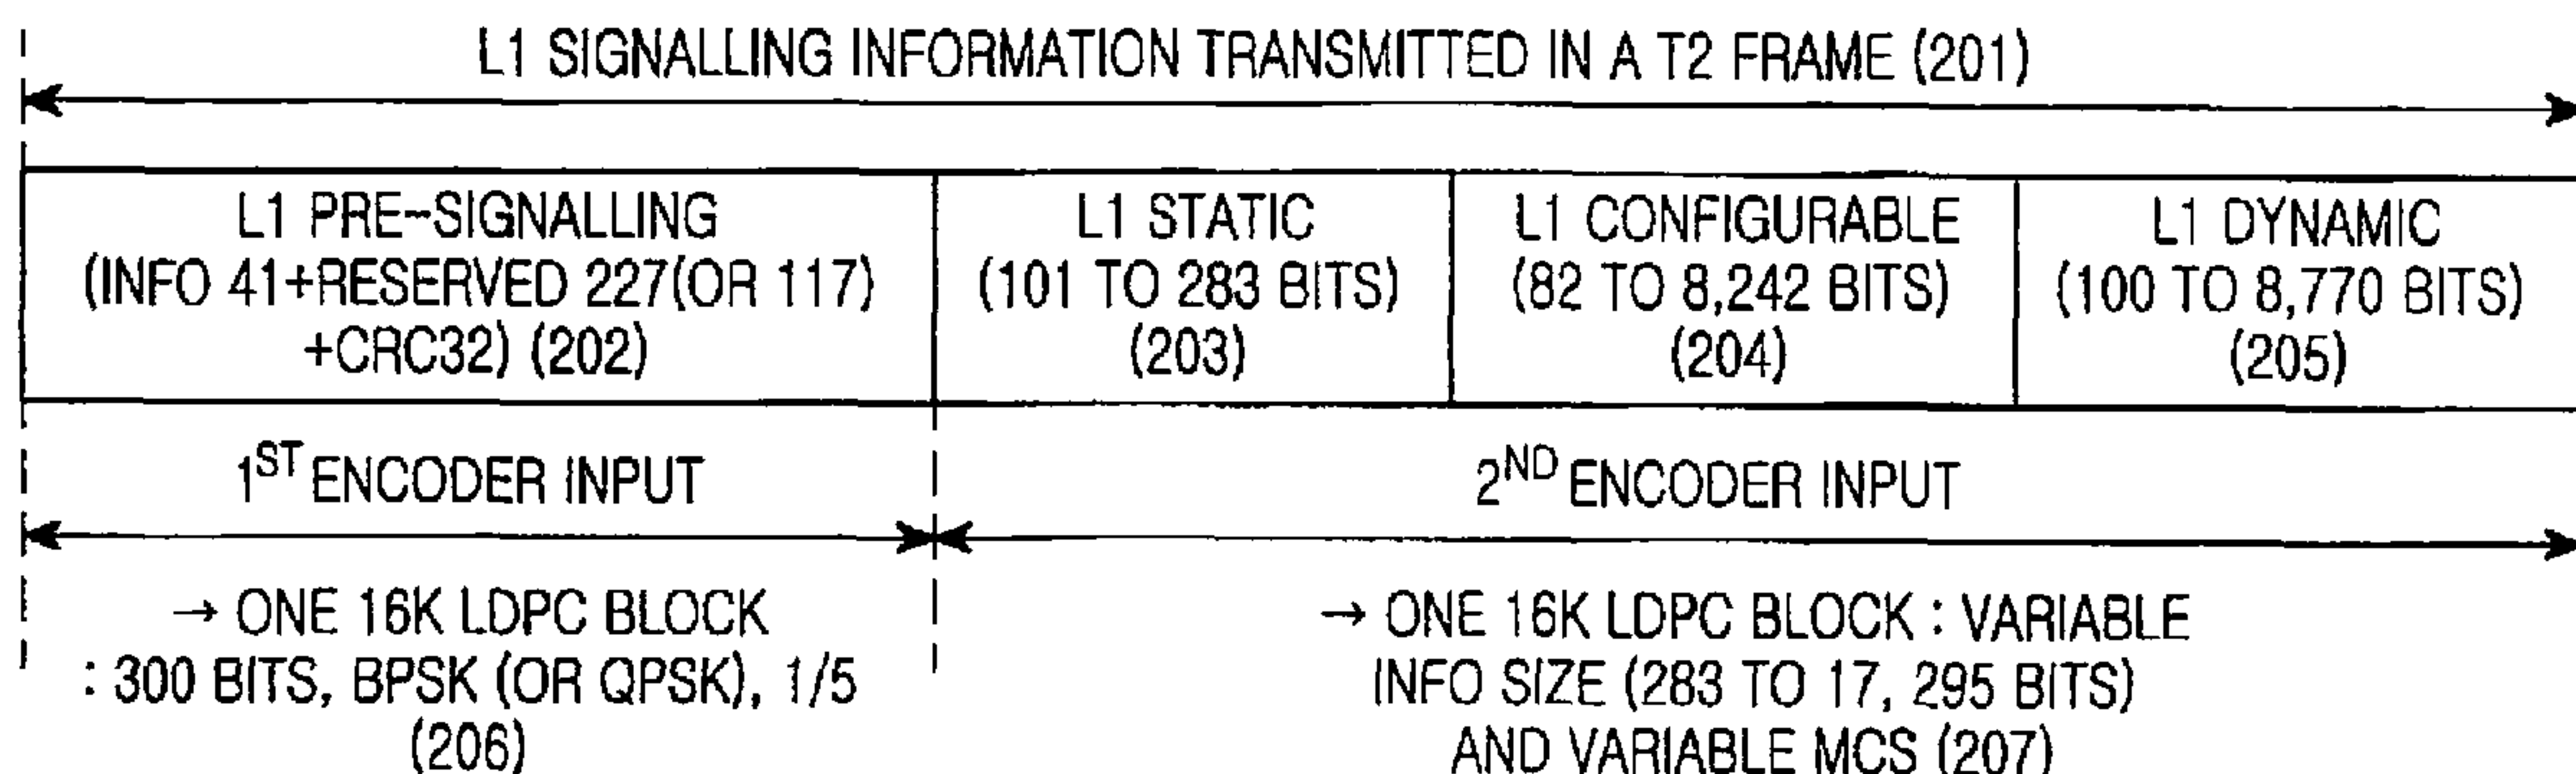 L1 SIGNALLING INFORMATION TRANSMITTED IN A T2 FRAME (201)
L1 PRE-SIGNALLING
(INFO 41+RESERVED 227(OR 117)
+CRC32) (202)
L1 STATIC
(101 TO 283 BITS)
(203)
L1 CONFIGURABLE
(82 TO 8,242 BITS)
(204)
L1 DYNAMIC
(100 TO 8,770 BITS)
(205)
1ST ENCODER INPUT
2ND ENCODER INPUT
→ ONE 16K LDPC BLOCK
: 300 BITS, BPSK (OR QPSK), 1/5
(206)
→ ONE 16K LDPC BLOCK : VARIABLE
INFO SIZE (283 TO 17, 295 BITS)
AND VARIABLE MCS (207)